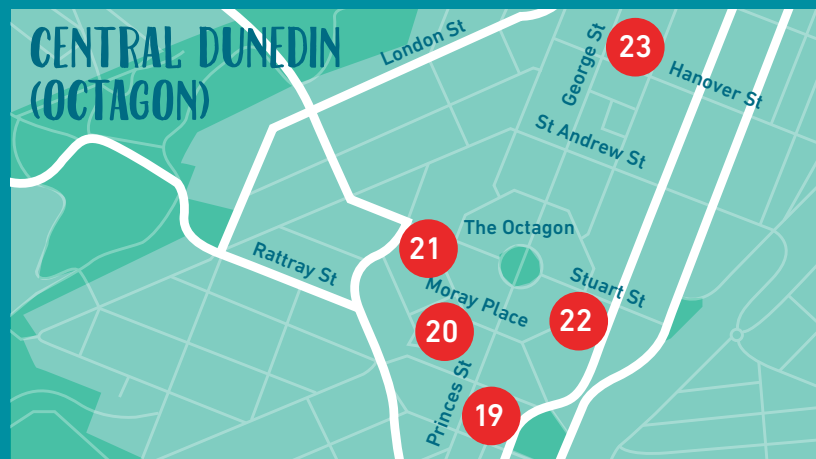 CENTRAL DUNEDIN
(OCTAGON)
London St
George St
23
Hanover St
St Andrew St
The Octagon
21
Rattray St
Moray Place
Stuart St
22
20
Princes St
19